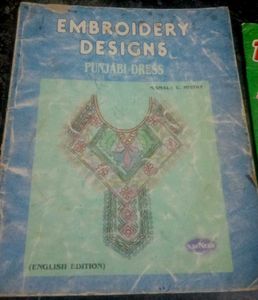 EMBROIDERY
DESIGNS
PUNJABI DRESS
(ENGLISH EDITION)